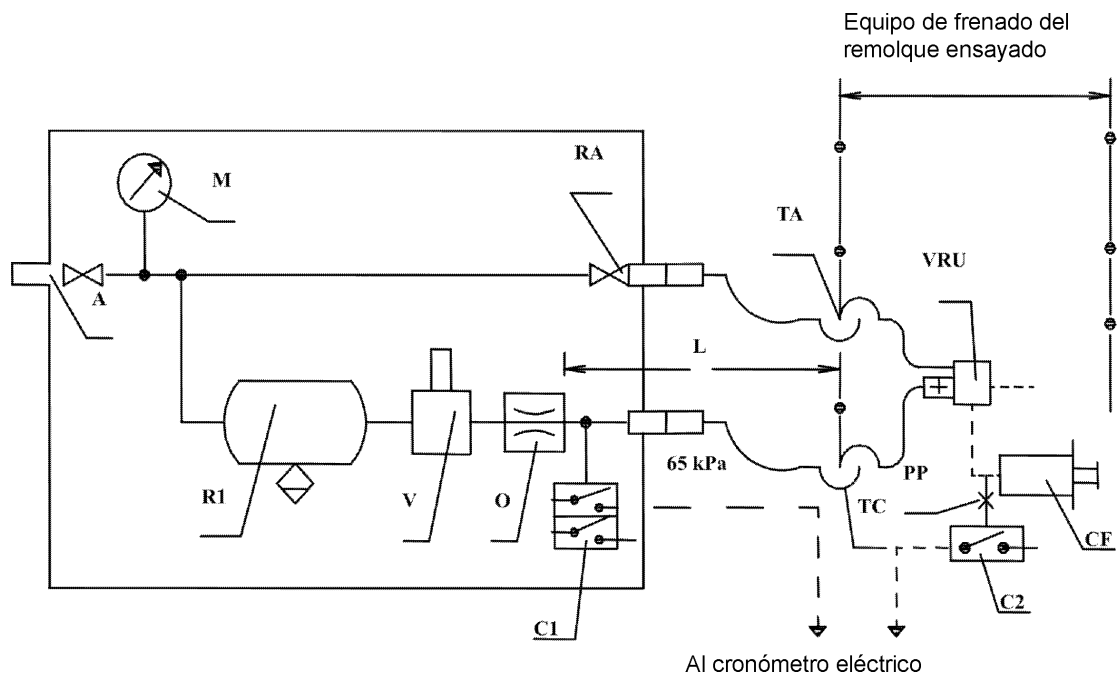 Equipo de frenado del
remolque ensayado
RA
M
TA
VRU
A
L
65 kPa
PP
R1
V
O
TC
CF
C2
C1
Al cronómetro eléctrico